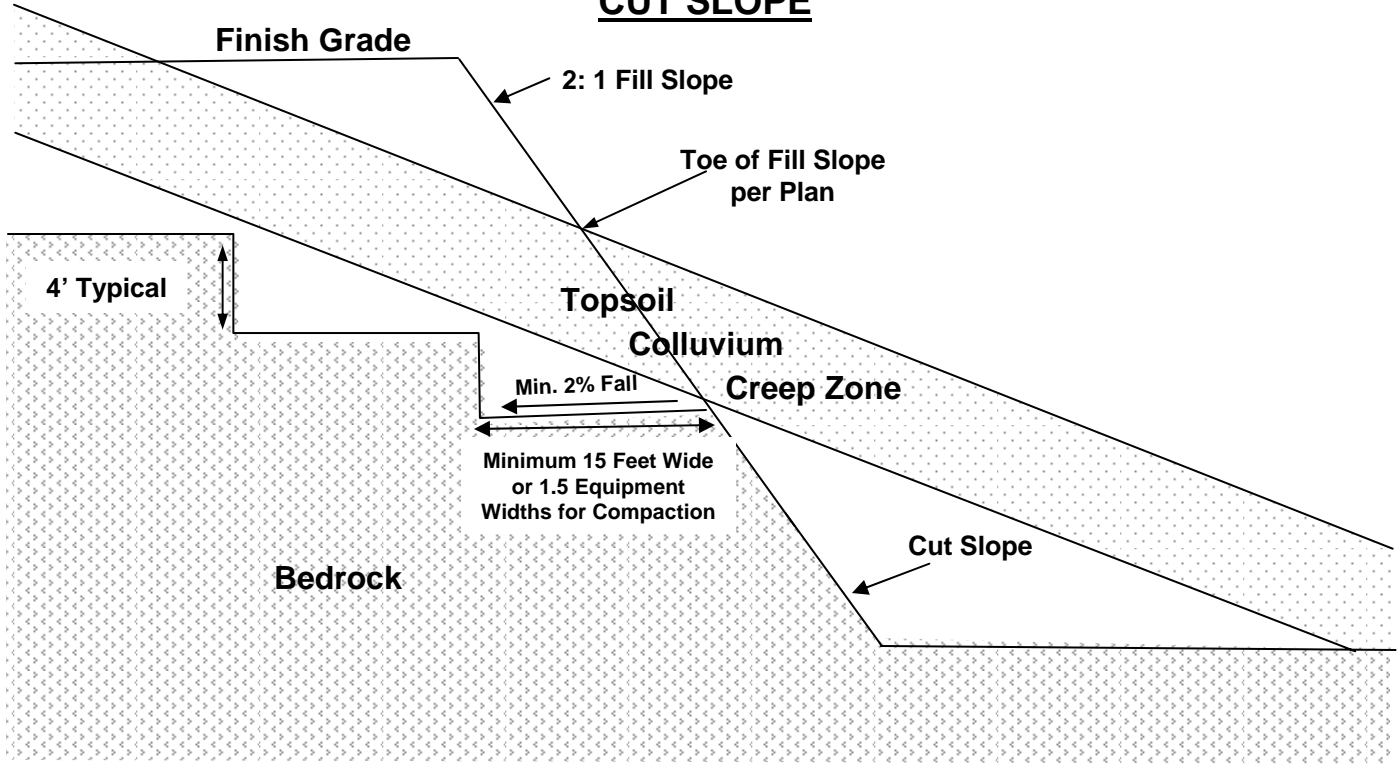 CUT SLOPE
Finish Grade
2: 1 Fill Slope
Toe of Fill Slope
per Plan
4’ Typical
Topsoil
Colluvium
Creep Zone
Min. 2% Fall
Minimum 15 Feet Wide
or 1.5 Equipment
Widths for Compaction
Cut Slope
Bedrock